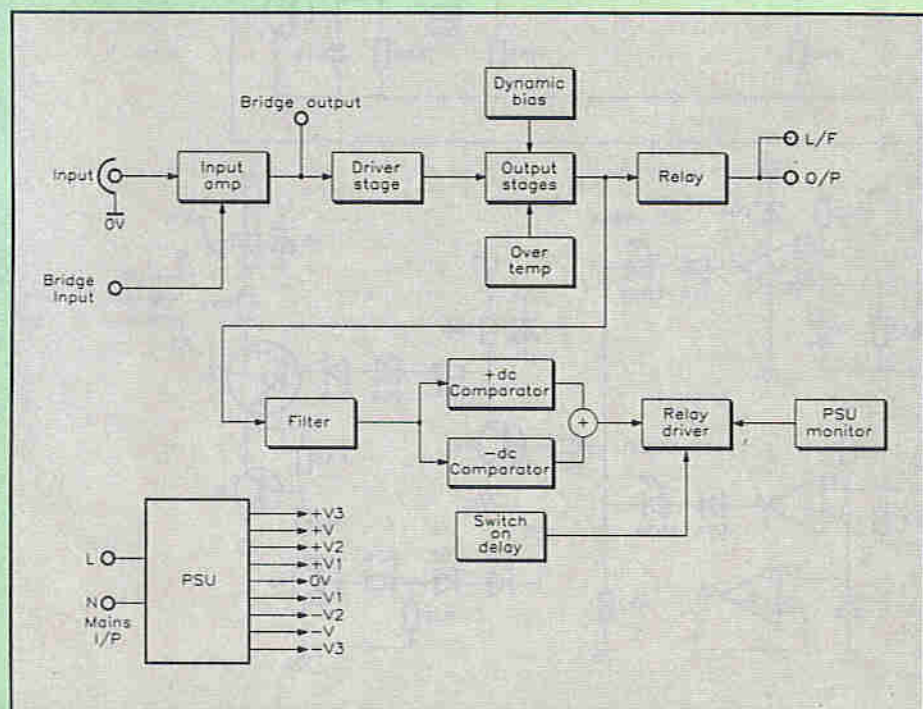 Dynamic
bias
Bridge output
L/F
Input
Input
amp
Driver
stage
Output
stages
Relay
O/P
0V
Over
temp
Bridge
Input
+dc
Comparator
Filter
+
Relay
driver
PSU
monitor
−dc
Comparator
Switch
on
delay
+V3
+V
L
+V2
+V1
PSU
0V
N
−V1
Mains
I/P
−V2
−V
−V3